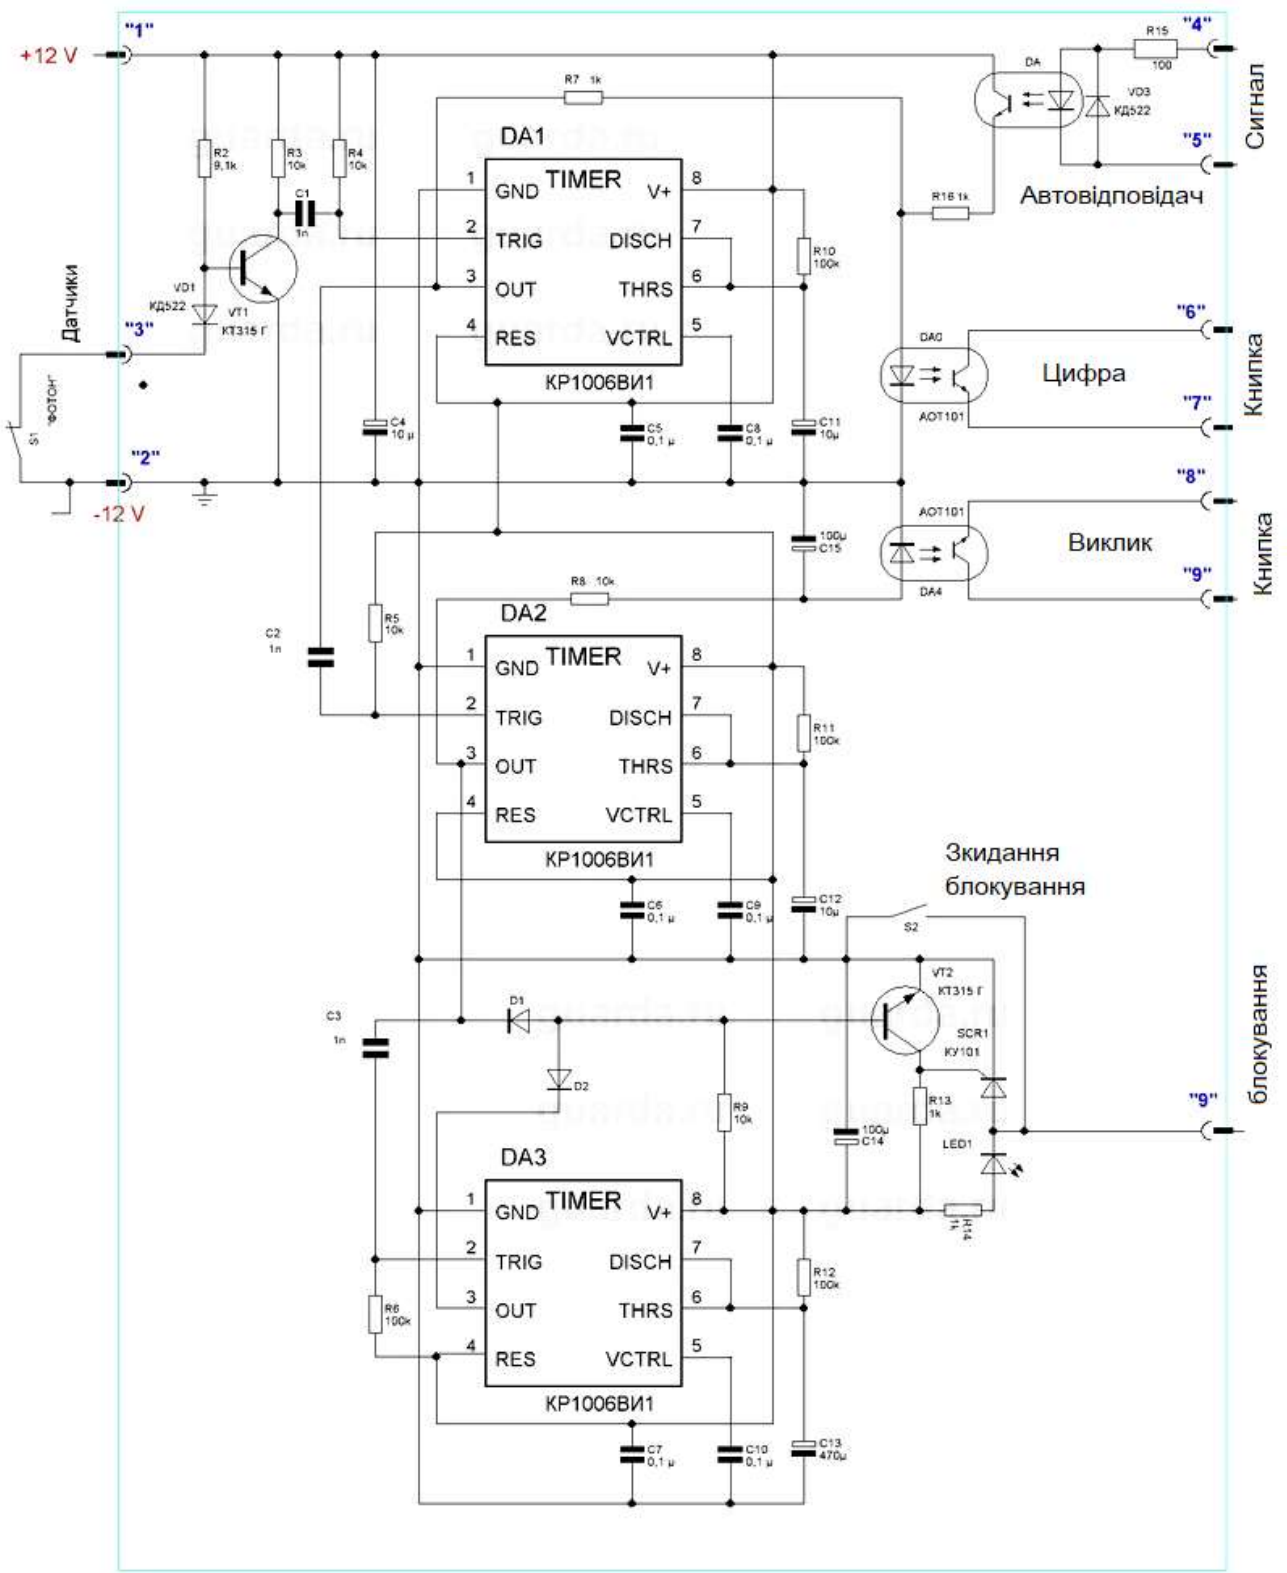 "1"
+12 V
R2
9,1k
R3
10k
R4
10k
C1
1n
VD1
КД522
VT1
КТ315 Г
Датчики
"3"
"ФОТОН"
S1
"2"
-12 V
R7 1k
DA1
TIMER
1
GND
V+
8
2
TRIG
DISCH
7
3
OUT
THRS
6
4
RES
VCTRL
5
КР1006ВИ1
R10
100k
C4
10 µ
C5
0,1 µ
C8
0,1 µ
C11
10µ
DA
R15
100
"4"
VD3
КД522
"5"
Сигнал
Автовідповідач
R16 1k
"6"
DA0
Цифра
АОТ101
"7"
Книпка
"8"
АОТ101
Виклик
DA4
"9"
Книпка
100µ
C15
R8 10k
R5
10k
C2
1n
DA2
TIMER
1
GND
V+
8
2
TRIG
DISCH
7
3
OUT
THRS
6
4
RES
VCTRL
5
КР1006ВИ1
R11
100k
C6
0,1 µ
C9
0,1 µ
C12
10µ
Зкидання
блокування
S2
VT2
КТ315 Г
SCR1
КУ101
R13
1k
LED1
100µ
C14
R14
1k
"9"
блокування
C3
1n
D1
D2
R9
10k
DA3
TIMER
1
GND
V+
8
2
TRIG
DISCH
7
3
OUT
THRS
6
4
RES
VCTRL
5
КР1006ВИ1
R6
100k
R12
100k
C7
0,1 µ
C10
0,1 µ
C13
470µ